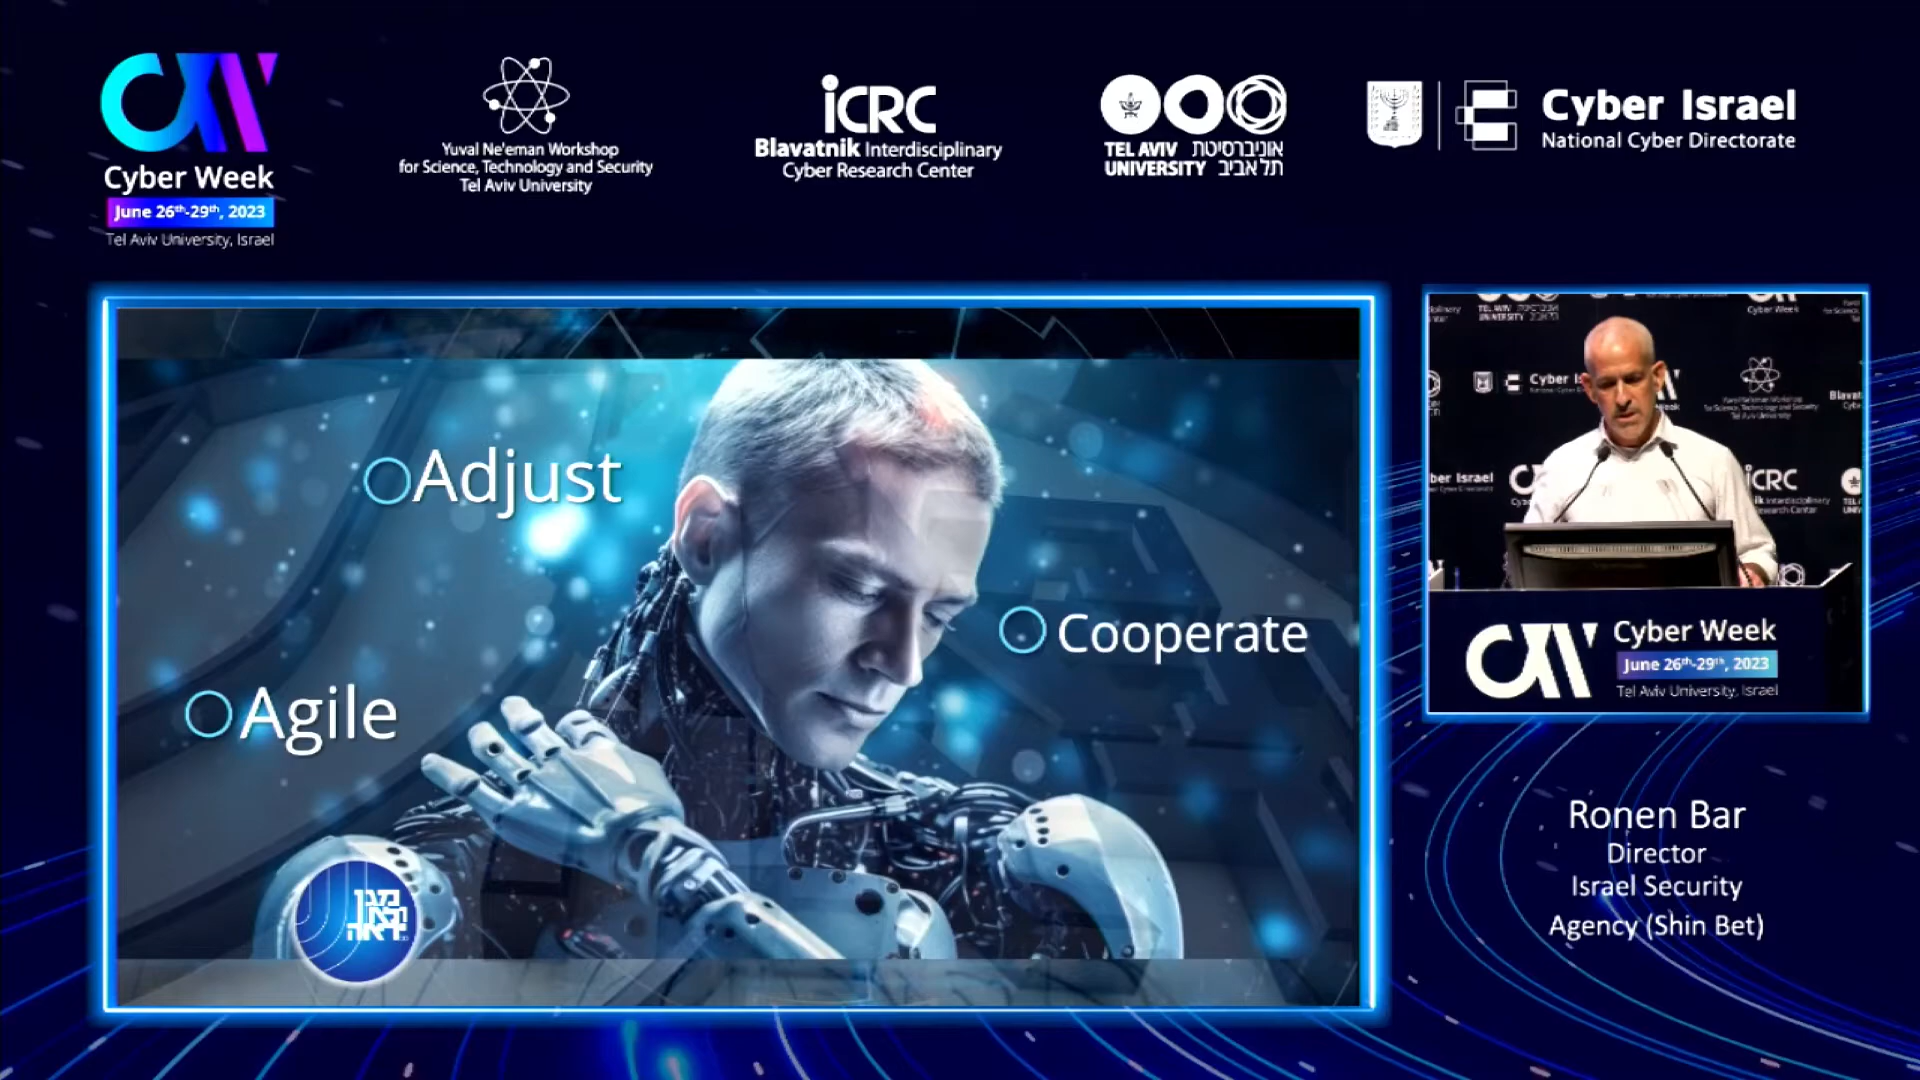 Cyber Week
June 26th-29th, 2023
Tel Aviv University, Israel
Yuval Ne'eman Workshop
for Science, Technology and Security
Tel Aviv University
iCRC
Blavatnik Interdisciplinary
Cyber Research Center
TEL AVIV אוניברסיטת
UNIVERSITY תל אביב
Cyber Israel
National Cyber Directorate
Adjust
Cooperate
Agile
מגן
ולא
יראה
Cyber Week
June 26th-29th, 2023
Tel Aviv University, Israel
Ronen Bar
Director
Israel Security
Agency (Shin Bet)